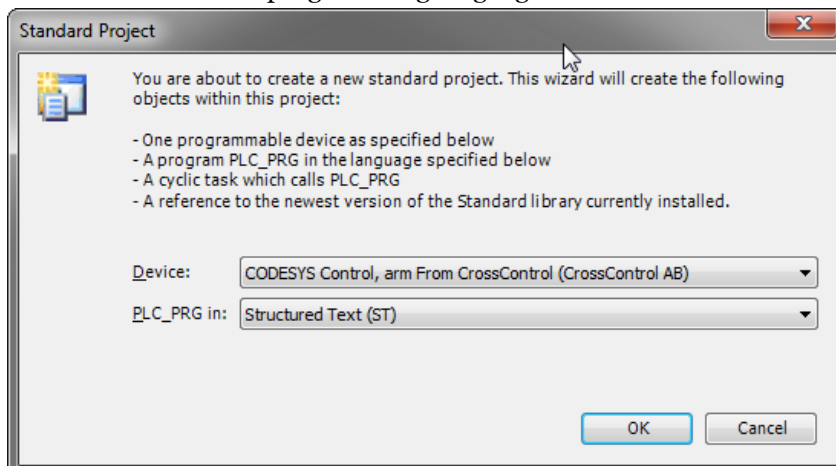 Standard Project
You are about to create a new standard project. This wizard will create the following
objects within this project:
- One programmable device as specified below
- A program PLC_PRG in the language specified below
- A cyclic task which calls PLC_PRG
- A reference to the newest version of the Standard library currently installed.
Device: CODESYS Control, arm From CrossControl (CrossControl AB)
PLC_PRG in: Structured Text (ST)
OK Cancel